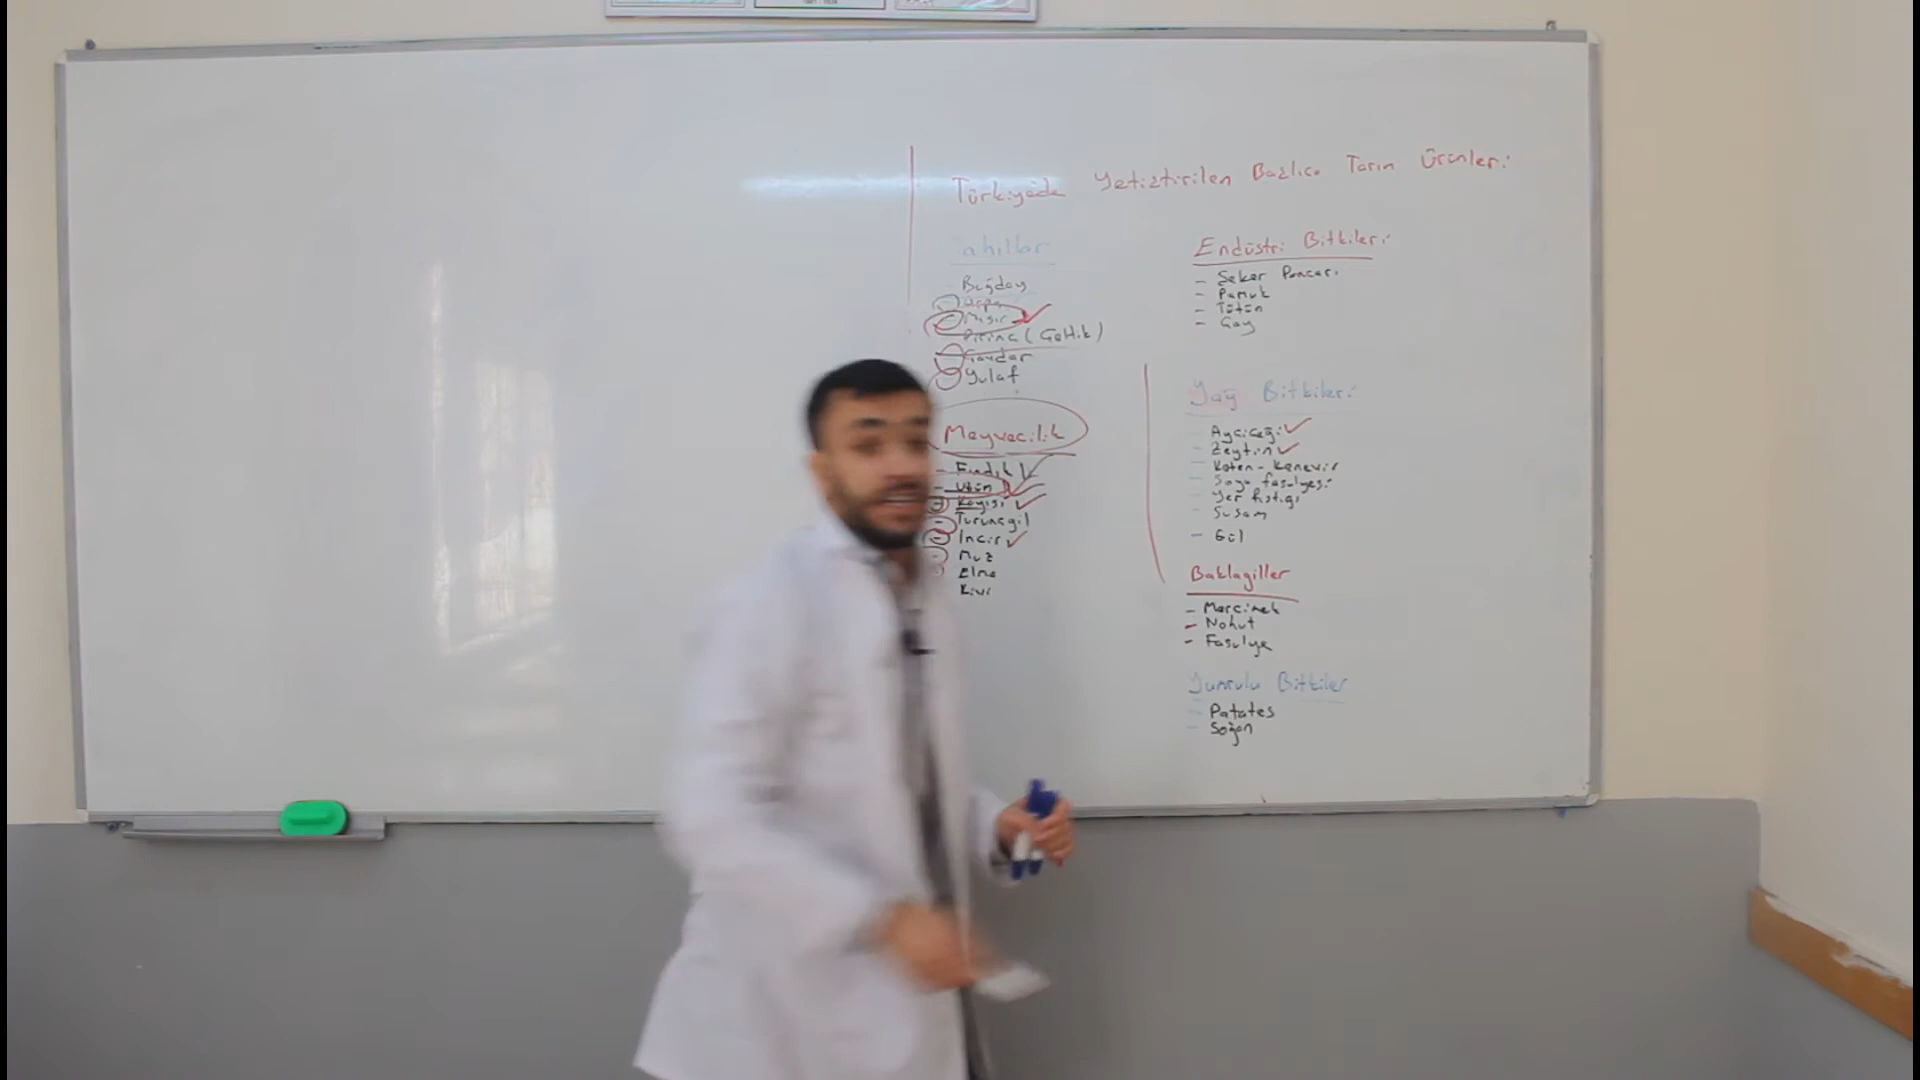 Türkiyede Yetiştirilen Başlıca Tarım Ürünleri
ahıllar
Buğday
Arpa
- Mısır
Pirinç (Çeltik)
Çavdar
Yulaf
Meyvecilik
- Fındık
- Üzüm
- Kayısı
- Turunçgil
- İncir
- Muz
- Elma
Kivi
Endüstri Bitkileri
- Şeker Pancarı
- Pamuk
- Tütün
- Çay
Yağ Bitkileri
- Ayçiçeği
- Zeytin
- Keten - Kenevir
- Soya fasulyesi
- Yer fıstığı
- Susam
- Gül
Baklagiller
- Mercimek
- Nohut
- Fasulye
Yumrulu Bitkiler
- Patates
- Soğan